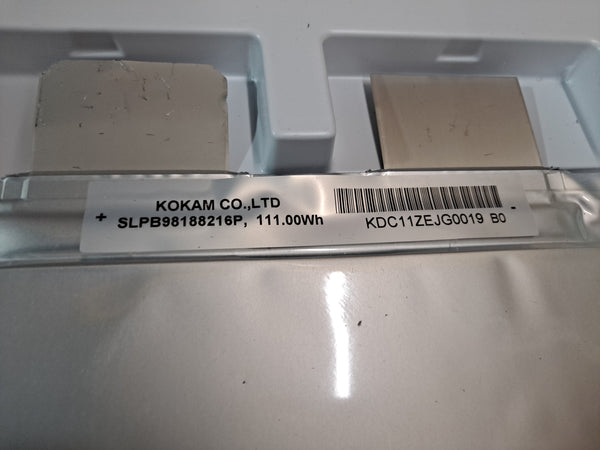 KOKAM CO.,LTD
+ SLPB98188216P, 111.00Wh -
KDC11ZEJG0019 B0